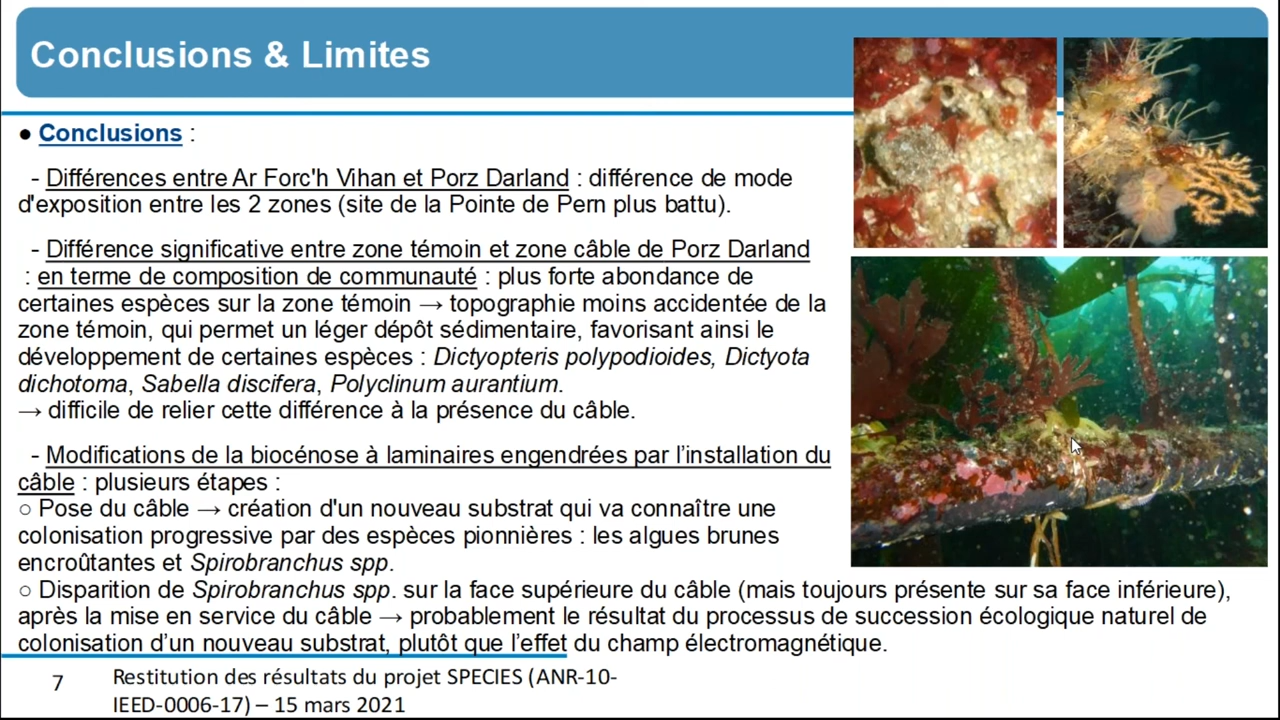 Conclusions & Limites
● Conclusions :
- Différences entre Ar Forc'h Vihan et Porz Darland : différence de mode
d'exposition entre les 2 zones (site de la Pointe de Pern plus battu).
- Différence significative entre zone témoin et zone câble de Porz Darland
: en terme de composition de communauté : plus forte abondance de
certaines espèces sur la zone témoin → topographie moins accidentée de la
zone témoin, qui permet un léger dépôt sédimentaire, favorisant ainsi le
développement de certaines espèces : Dictyopteris polypodioides, Dictyota
dichotoma, Sabella discifera, Polyclinum aurantium.
→ difficile de relier cette différence à la présence du câble.
- Modifications de la biocénose à laminaires engendrées par l’installation du
câble : plusieurs étapes :
○ Pose du câble → création d'un nouveau substrat qui va connaître une
colonisation progressive par des espèces pionnières : les algues brunes
encroûtantes et Spirobranchus spp.
○ Disparition de Spirobranchus spp. sur la face supérieure du câble (mais toujours présente sur sa face inférieure),
après la mise en service du câble → probablement le résultat du processus de succession écologique naturel de
colonisation d’un nouveau substrat, plutôt que l’effet du champ électromagnétique.
7
Restitution des résultats du projet SPECIES (ANR-10-
IEED-0006-17) – 15 mars 2021